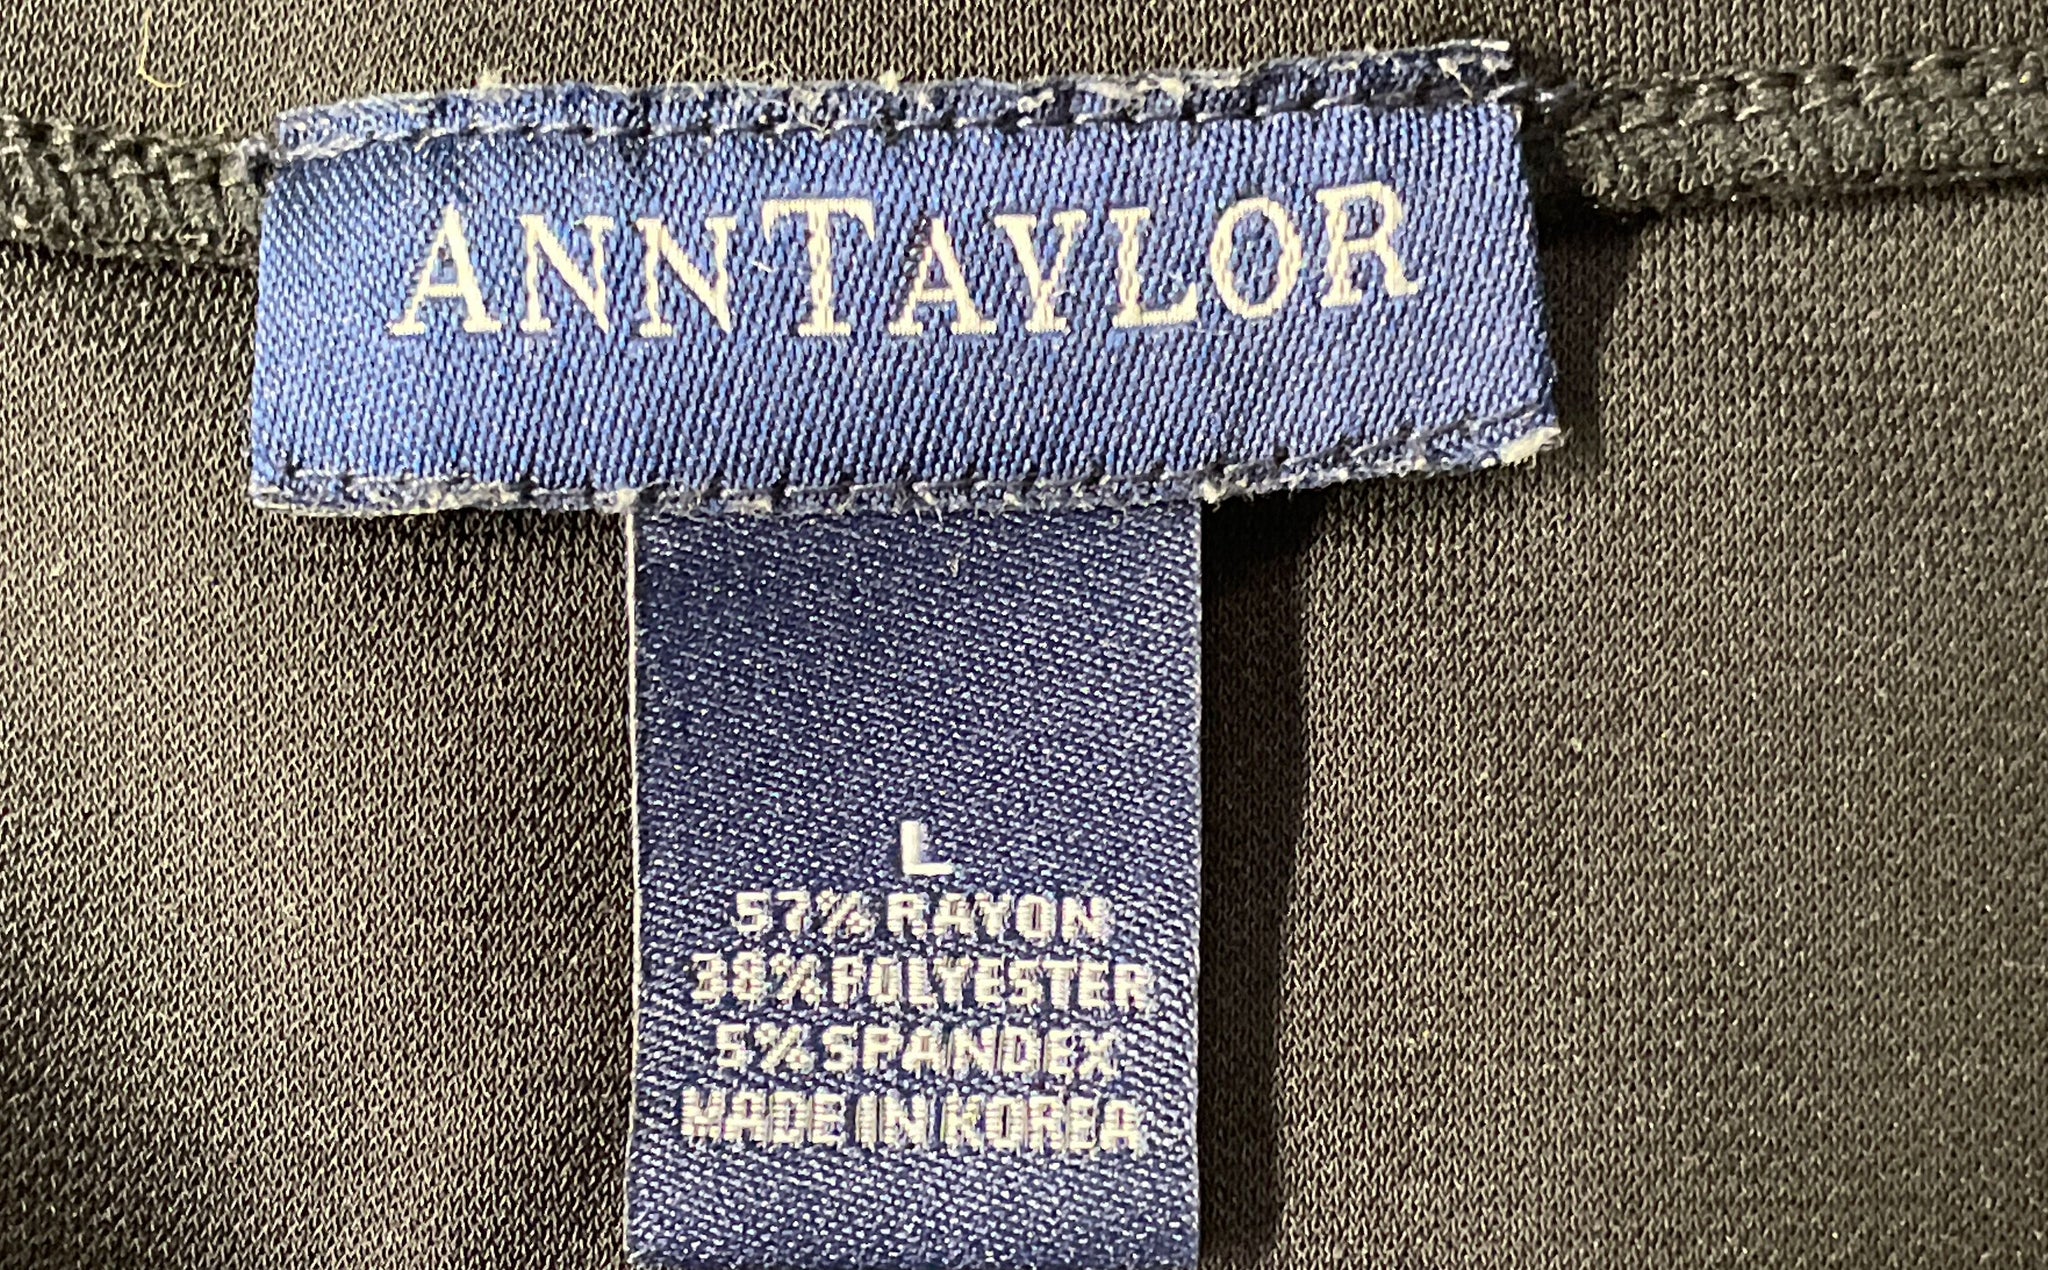 ANNTAYLOR
L
57% RAYON
38% POLYESTER
5% SPANDEX
MADE IN KOREA